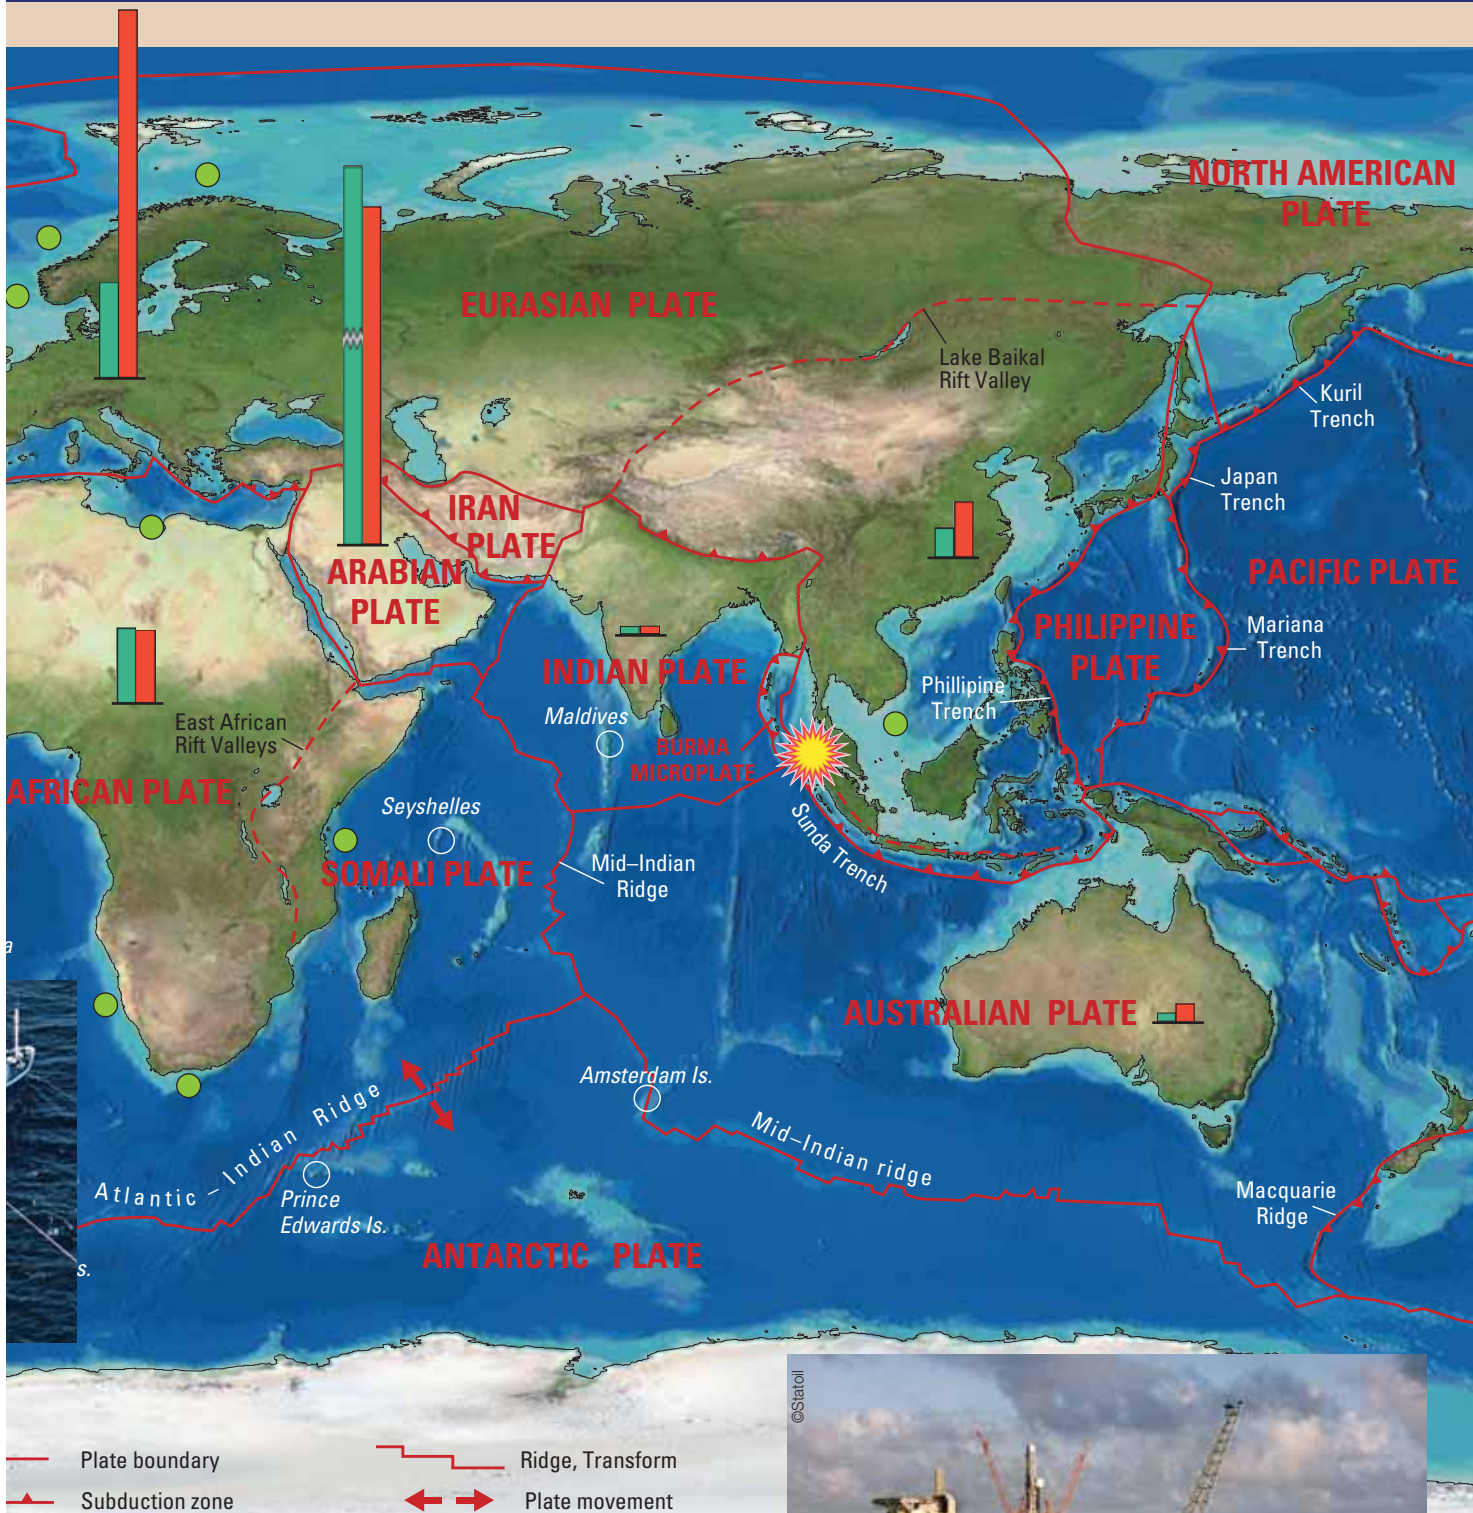 NORTH AMERICAN
PLATE
EURASIAN PLATE
Lake Baikal
Rift Valley
Kuril
Trench
Japan
Trench
IRAN
PLATE
ARABIAN
PLATE
PACIFIC PLATE
PHILIPPINE
PLATE
Mariana
Trench
INDIAN PLATE
Phillipine
Trench
Maldives
East African
Rift Valleys
BURMA
MICROPLATE
AFRICAN PLATE
Seyshelles
Sunda Trench
SOMALI PLATE
Mid–Indian
Ridge
a
AUSTRALIAN PLATE
Amsterdam Is.
Atlantic – Indian Ridge
Mid–Indian ridge
Prince
Edwards Is.
Macquarie
Ridge
ANTARCTIC PLATE
s.
©Statoil
Plate boundary
Ridge, Transform
Subduction zone
Plate movement